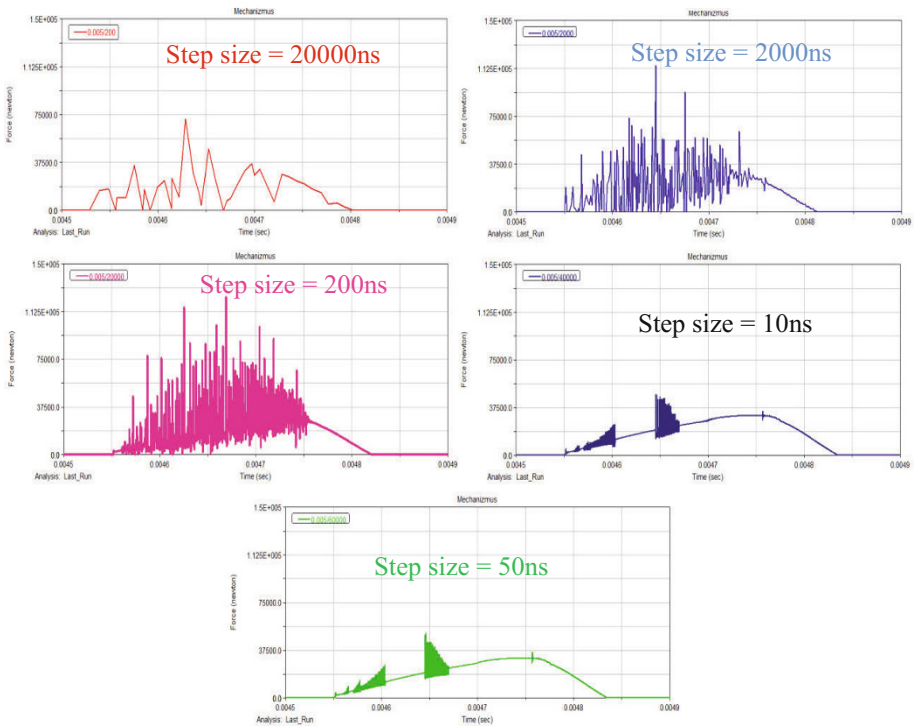 Mechanizmus
1.5E+005
0.005/200
Step size = 20000ns
1.125E+005
75000.0
37500.0
0.0
Force (newton)
0.0045 0.0046 0.0047 0.0048 0.0049
Analysis: Last_Run Time (sec)
Mechanizmus
1.5E+005
0.005/2000
Step size = 2000ns
1.125E+005
75000.0
37500.0
0.0
Force (newton)
0.0045 0.0046 0.0047 0.0048 0.0049
Analysis: Last_Run Time (sec)
Mechanizmus
1.5E+005
0.005/20000
Step size = 200ns
1.125E+005
75000.0
37500.0
0.0
Force (newton)
0.0045 0.0046 0.0047 0.0048 0.0049
Analysis: Last_Run Time (sec)
Mechanizmus
1.5E+005
0.005/40000
Step size = 10ns
1.125E+005
75000.0
37500.0
0.0
Force (newton)
0.0045 0.0046 0.0047 0.0048 0.0049
Analysis: Last_Run Time (sec)
Mechanizmus
1.5E+005
0.005/60000
Step size = 50ns
1.125E+005
75000.0
37500.0
0.0
Force (newton)
0.0045 0.0046 0.0047 0.0048 0.0049
Analysis: Last_Run Time (sec)